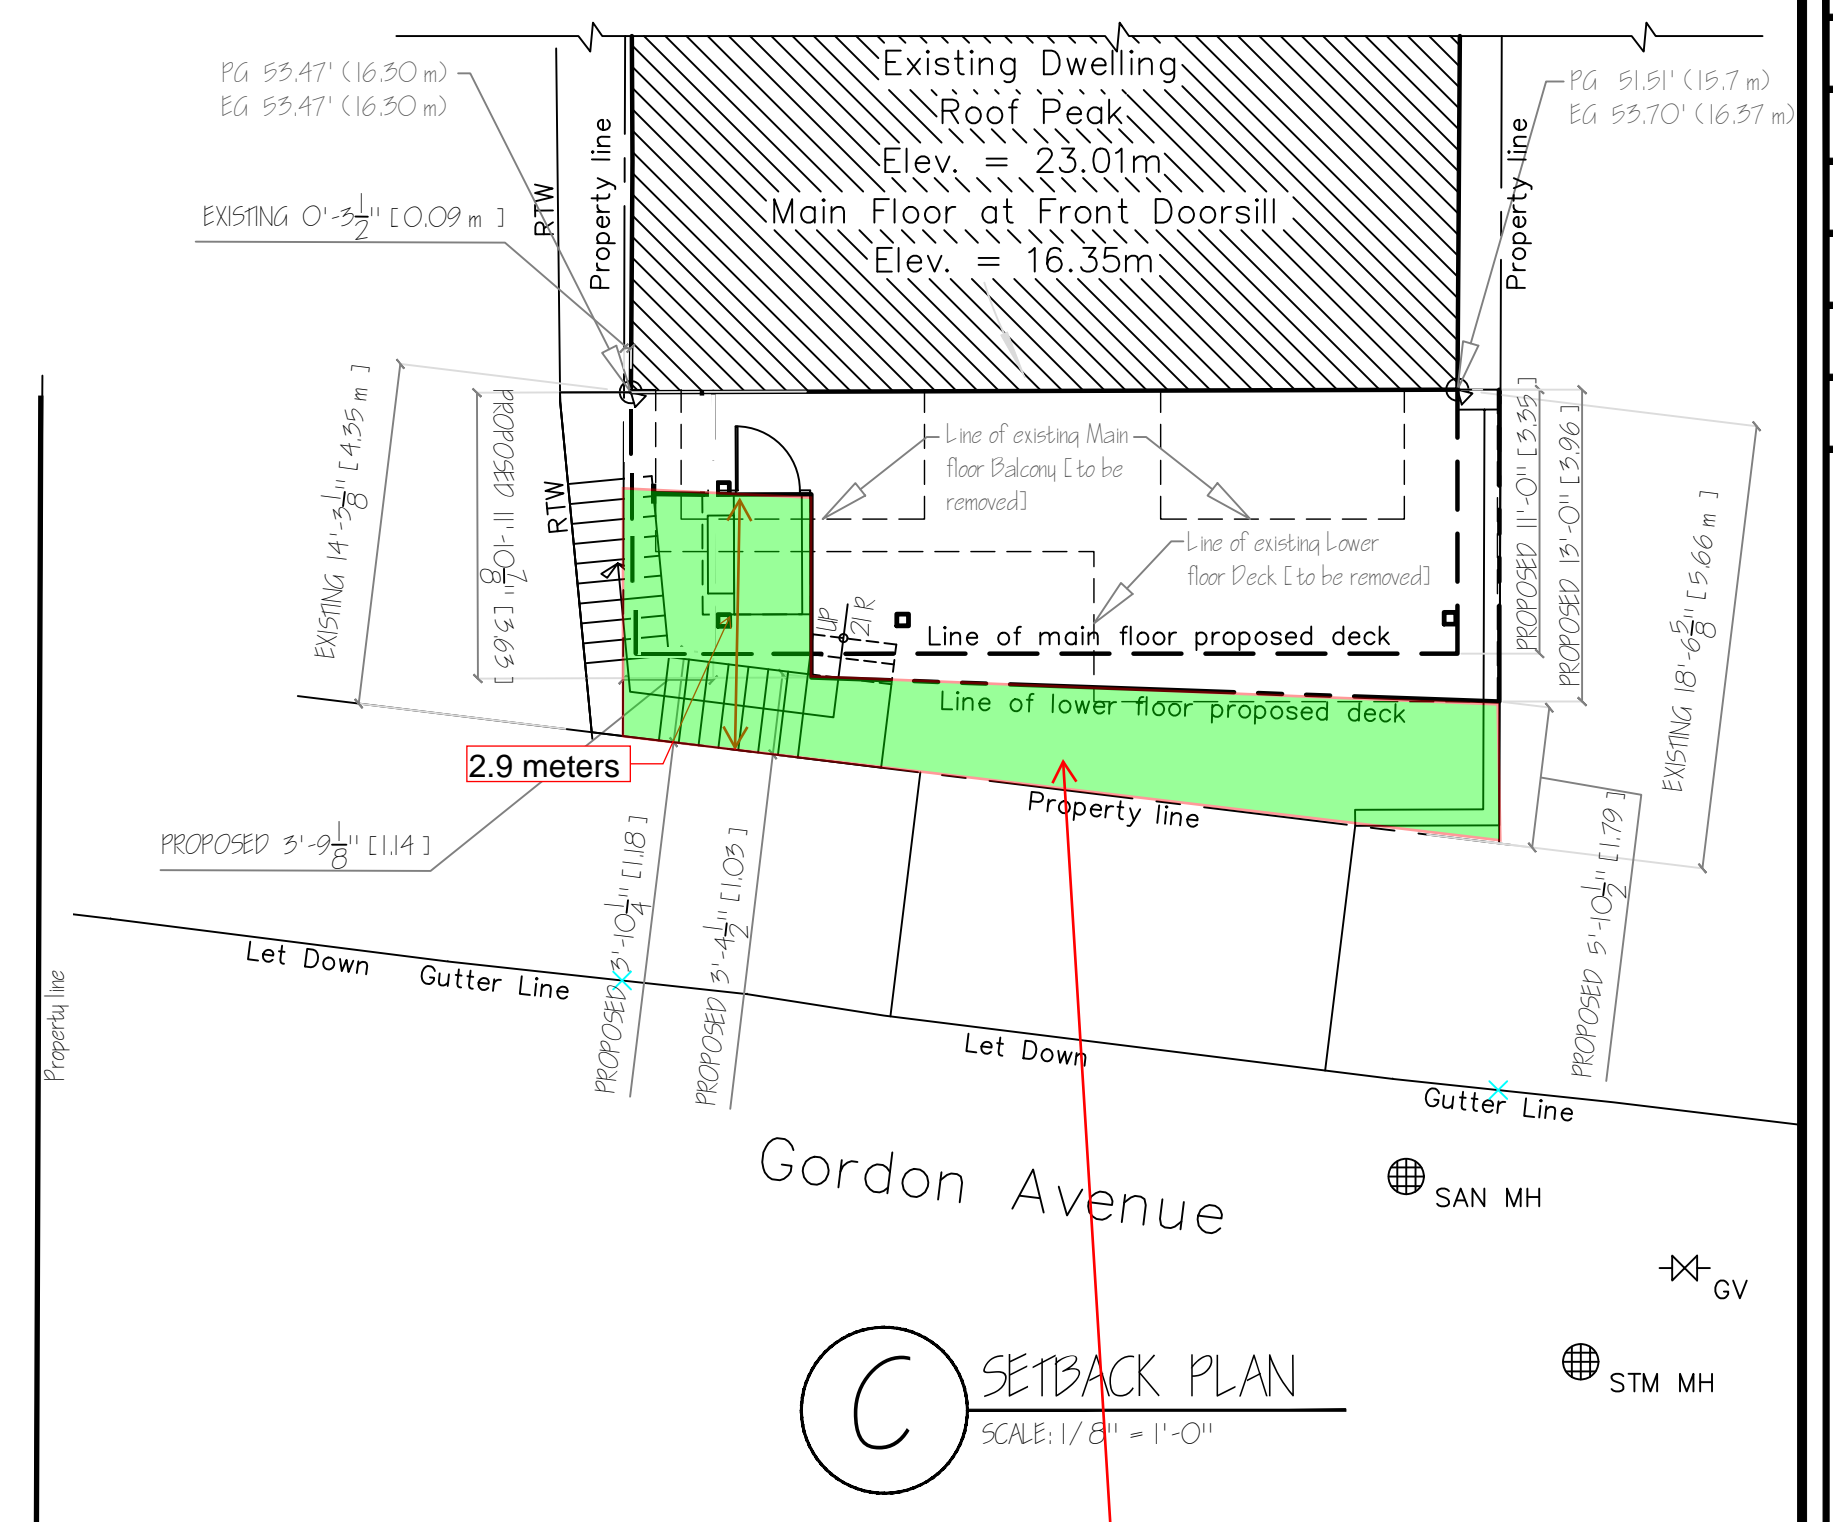 PG 53.47' (16.30 m)
EG 53.47' (16.30 m)
Existing Dwelling
Roof Peak
Elev. = 23.01m
Main Floor at Front Doorsill
Elev. = 16.35m
PG 51.51' (15.7 m)
EG 53.70' (16.37 m)
RTW
Property line
Property line
EXISTING 0'-3 1/2" [0.09 m ]
EXISTING 14'-3 1/8" [ 4.35 m ]
PROPOSED 11'-10 7/8" [ 3.63 ]
RTW
Line of existing Main
floor Balcony [ to be
removed]
Line of existing Lower
floor Deck [ to be removed]
PROPOSED 11'-0" [ 3.35]
PROPOSED 13'-0" [ 3.96 ]
EXISTING 18'-6 5/8" [ 5.66 m ]
UP
21 R
Line of main floor proposed deck
Line of lower floor proposed deck
2.9 meters
Property line
PROPOSED 3'-9 1/8" [1.14 ]
PROPOSED 3'-10 1/4" [1.18 ]
PROPOSED 3'-4 1/2" [1.03 ]
PROPOSED 5'-10 1/2" [1.79 ]
Property line
Let Down
Gutter Line
Let Down
Gutter Line
Gordon Avenue
SAN MH
GV
STM MH
C
SETBACK PLAN
SCALE: 1/8" = 1'-0"